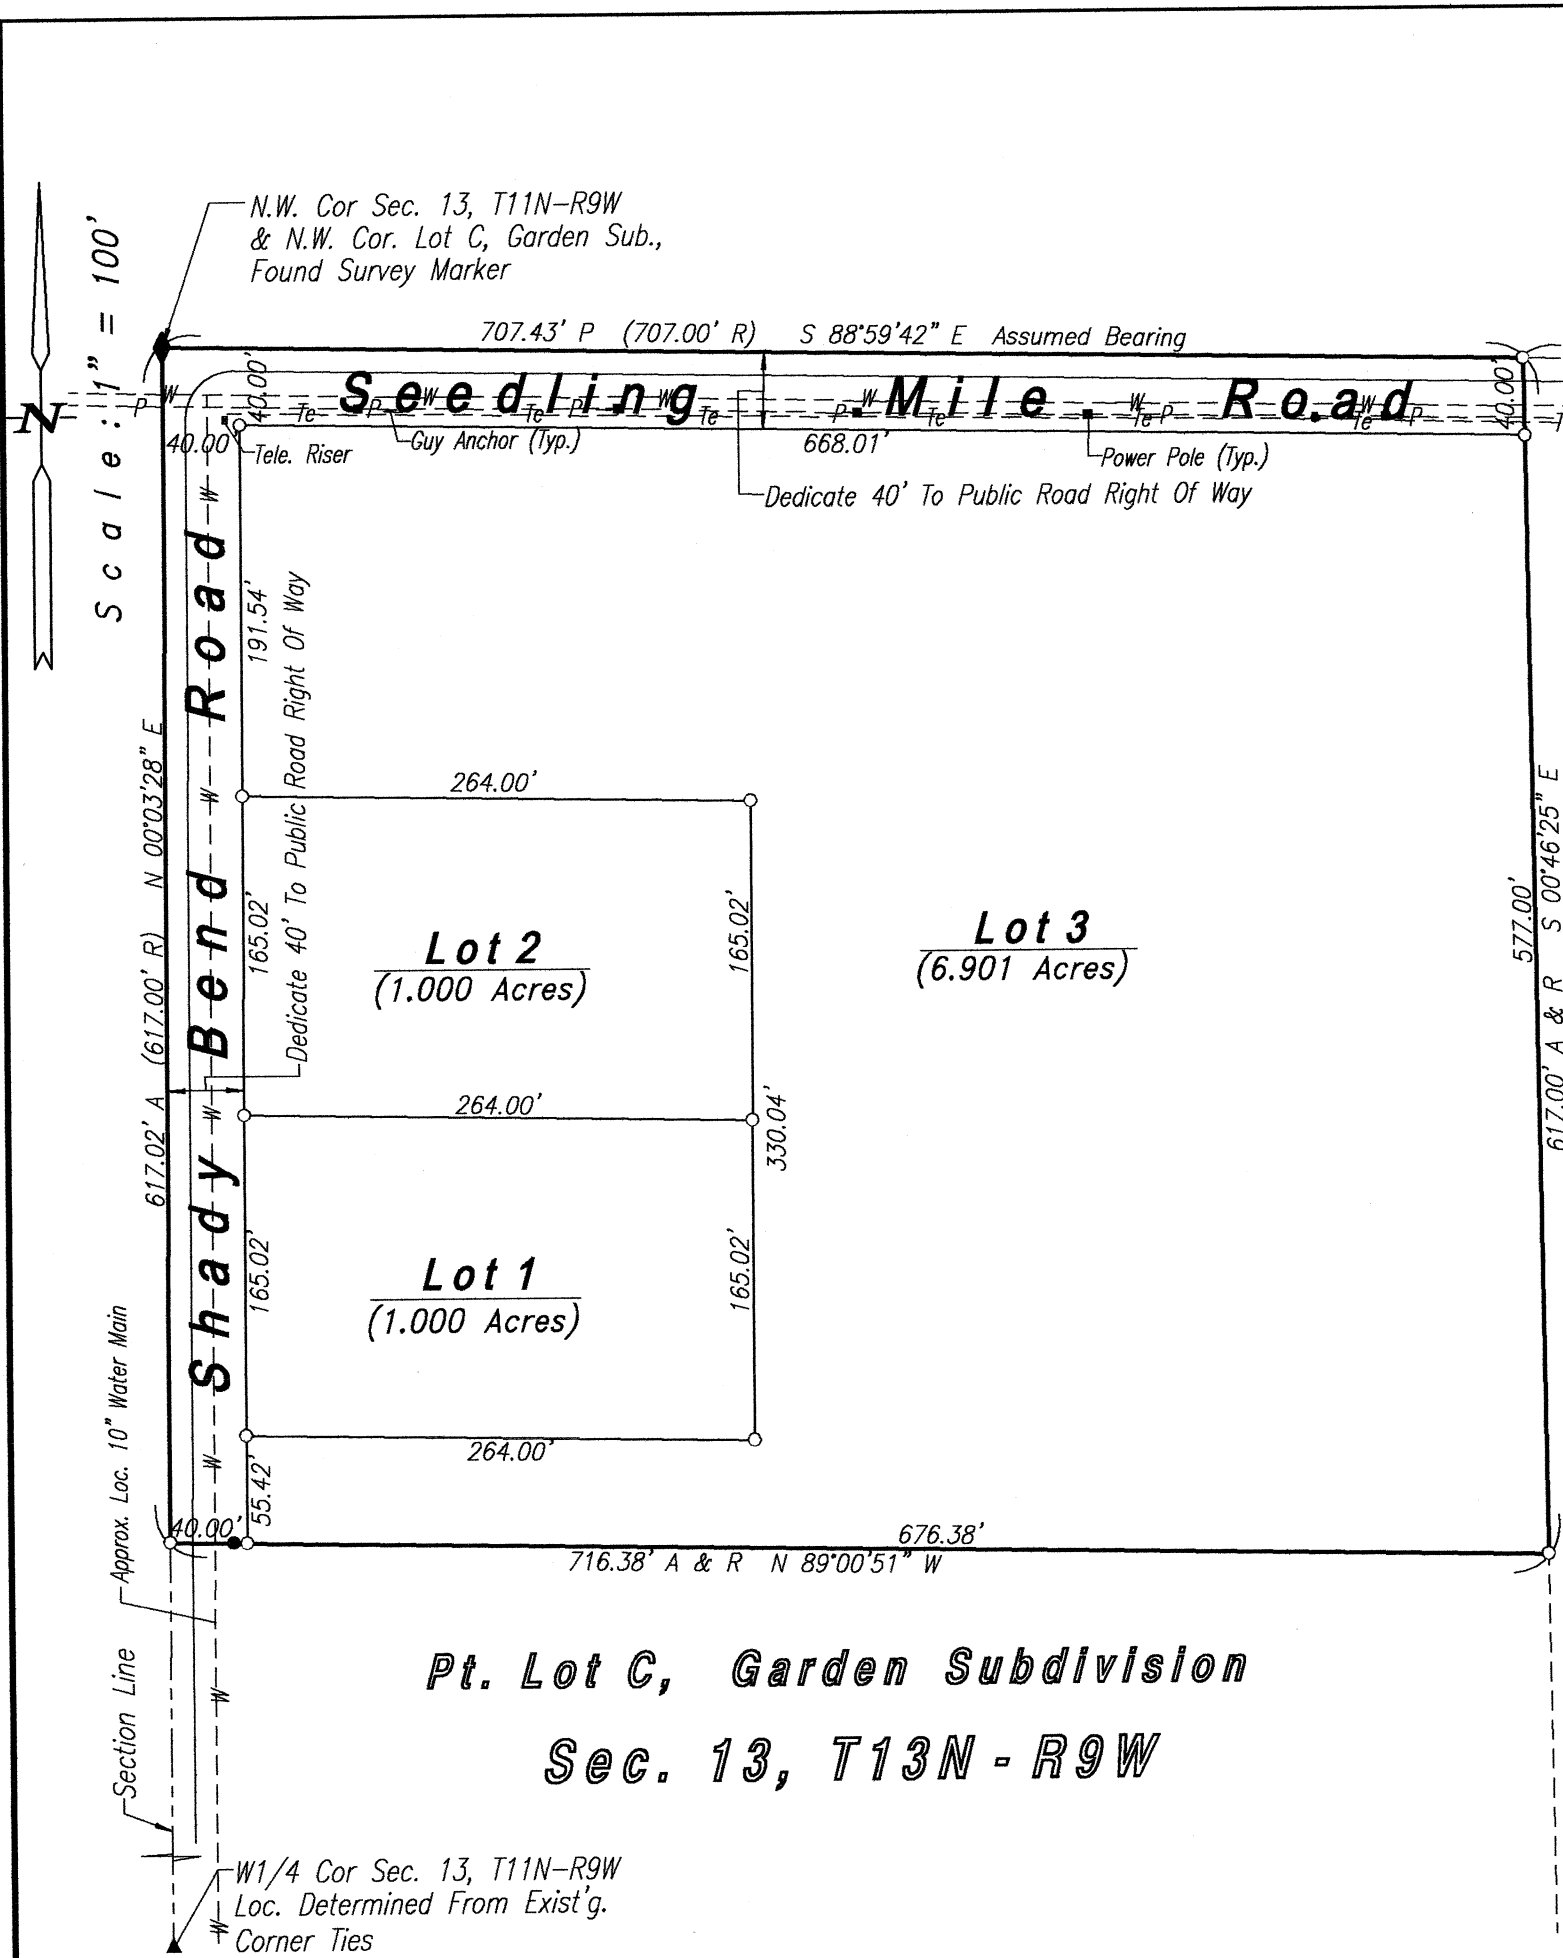 N.W. Cor Sec. 13, T11N-R9W
& N.W. Cor. Lot C, Garden Sub.,
Found Survey Marker
Scale: 1" = 100'
N
707.43' P (707.00' R) S 88°59'42" E Assumed Bearing
Seedling Mile Road
40.00'
40.00'
40.00'
P W Te P W Te P W Te P W Te W Te P Te W P
Tele. Riser
Guy Anchor (Typ.)
668.01'
Power Pole (Typ.)
Dedicate 40' To Public Road Right Of Way
Shady Bend Road
W W W W W W W
191.54'
Dedicate 40' To Public Road Right Of Way
617.02' A (617.00' R) N 00°03'28" E
264.00'
165.02'
Lot 2
(1.000 Acres)
165.02'
Lot 3
(6.901 Acres)
577.00'
617.00' A & R S 00°46'25" E
264.00'
330.04'
165.02'
Lot 1
(1.000 Acres)
165.02'
264.00'
55.42'
40.00'
676.38'
716.38' A & R N 89°00'51" W
Approx. Loc. 10" Water Main
Section Line
Pt. Lot C, Garden Subdivision
Sec. 13, T13N - R9W
W1/4 Cor Sec. 13, T11N-R9W
Loc. Determined From Exist'g.
Corner Ties